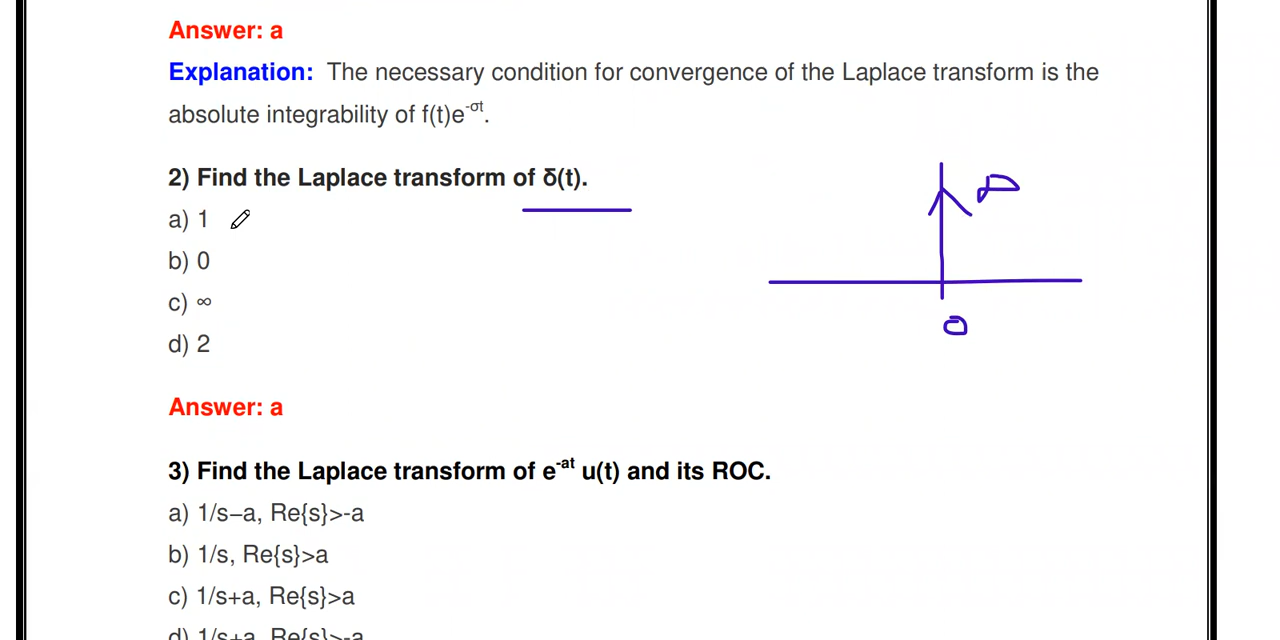 Answer: a
Explanation: The necessary condition for convergence of the Laplace transform is the
absolute integrability of f(t)e^-σt.
2) Find the Laplace transform of δ(t).
a) 1
b) 0
c) ∞
d) 2
0
Answer: a
3) Find the Laplace transform of e^-at u(t) and its ROC.
a) 1/s−a, Re{s}>-a
b) 1/s, Re{s}>a
c) 1/s+a, Re{s}>a
d) 1/s+a, Re{s}>-a